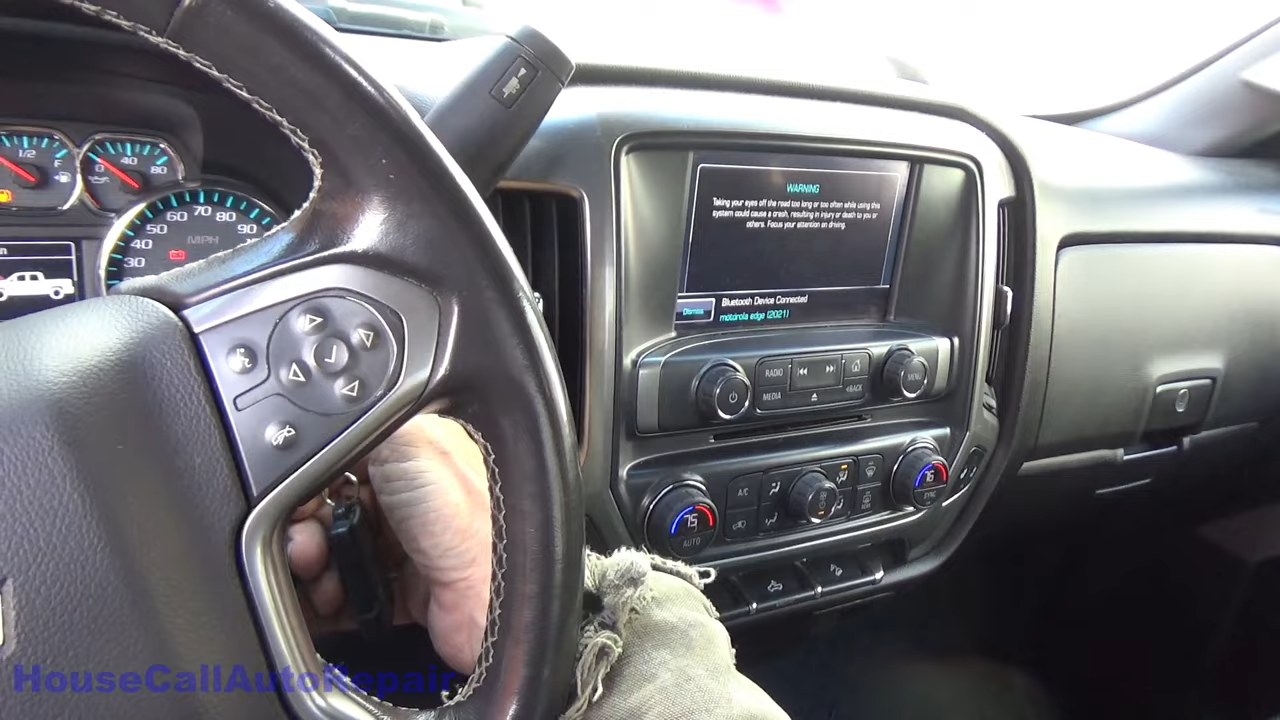 1/2
F
40
0
80
60 70 80
50
90
40
MPH
30
WARNING
Taking your eyes off the road too long or too often while using this
system could cause a crash, resulting in injury or death to you or
others. Focus your attention on driving.
Dismiss
Bluetooth Device Connected
motorola edge (2021)
RADIO
MEDIA
BACK
MENU
A/C
75
AUTO
REAR
76
SYNC
HouseCallAutoRepair